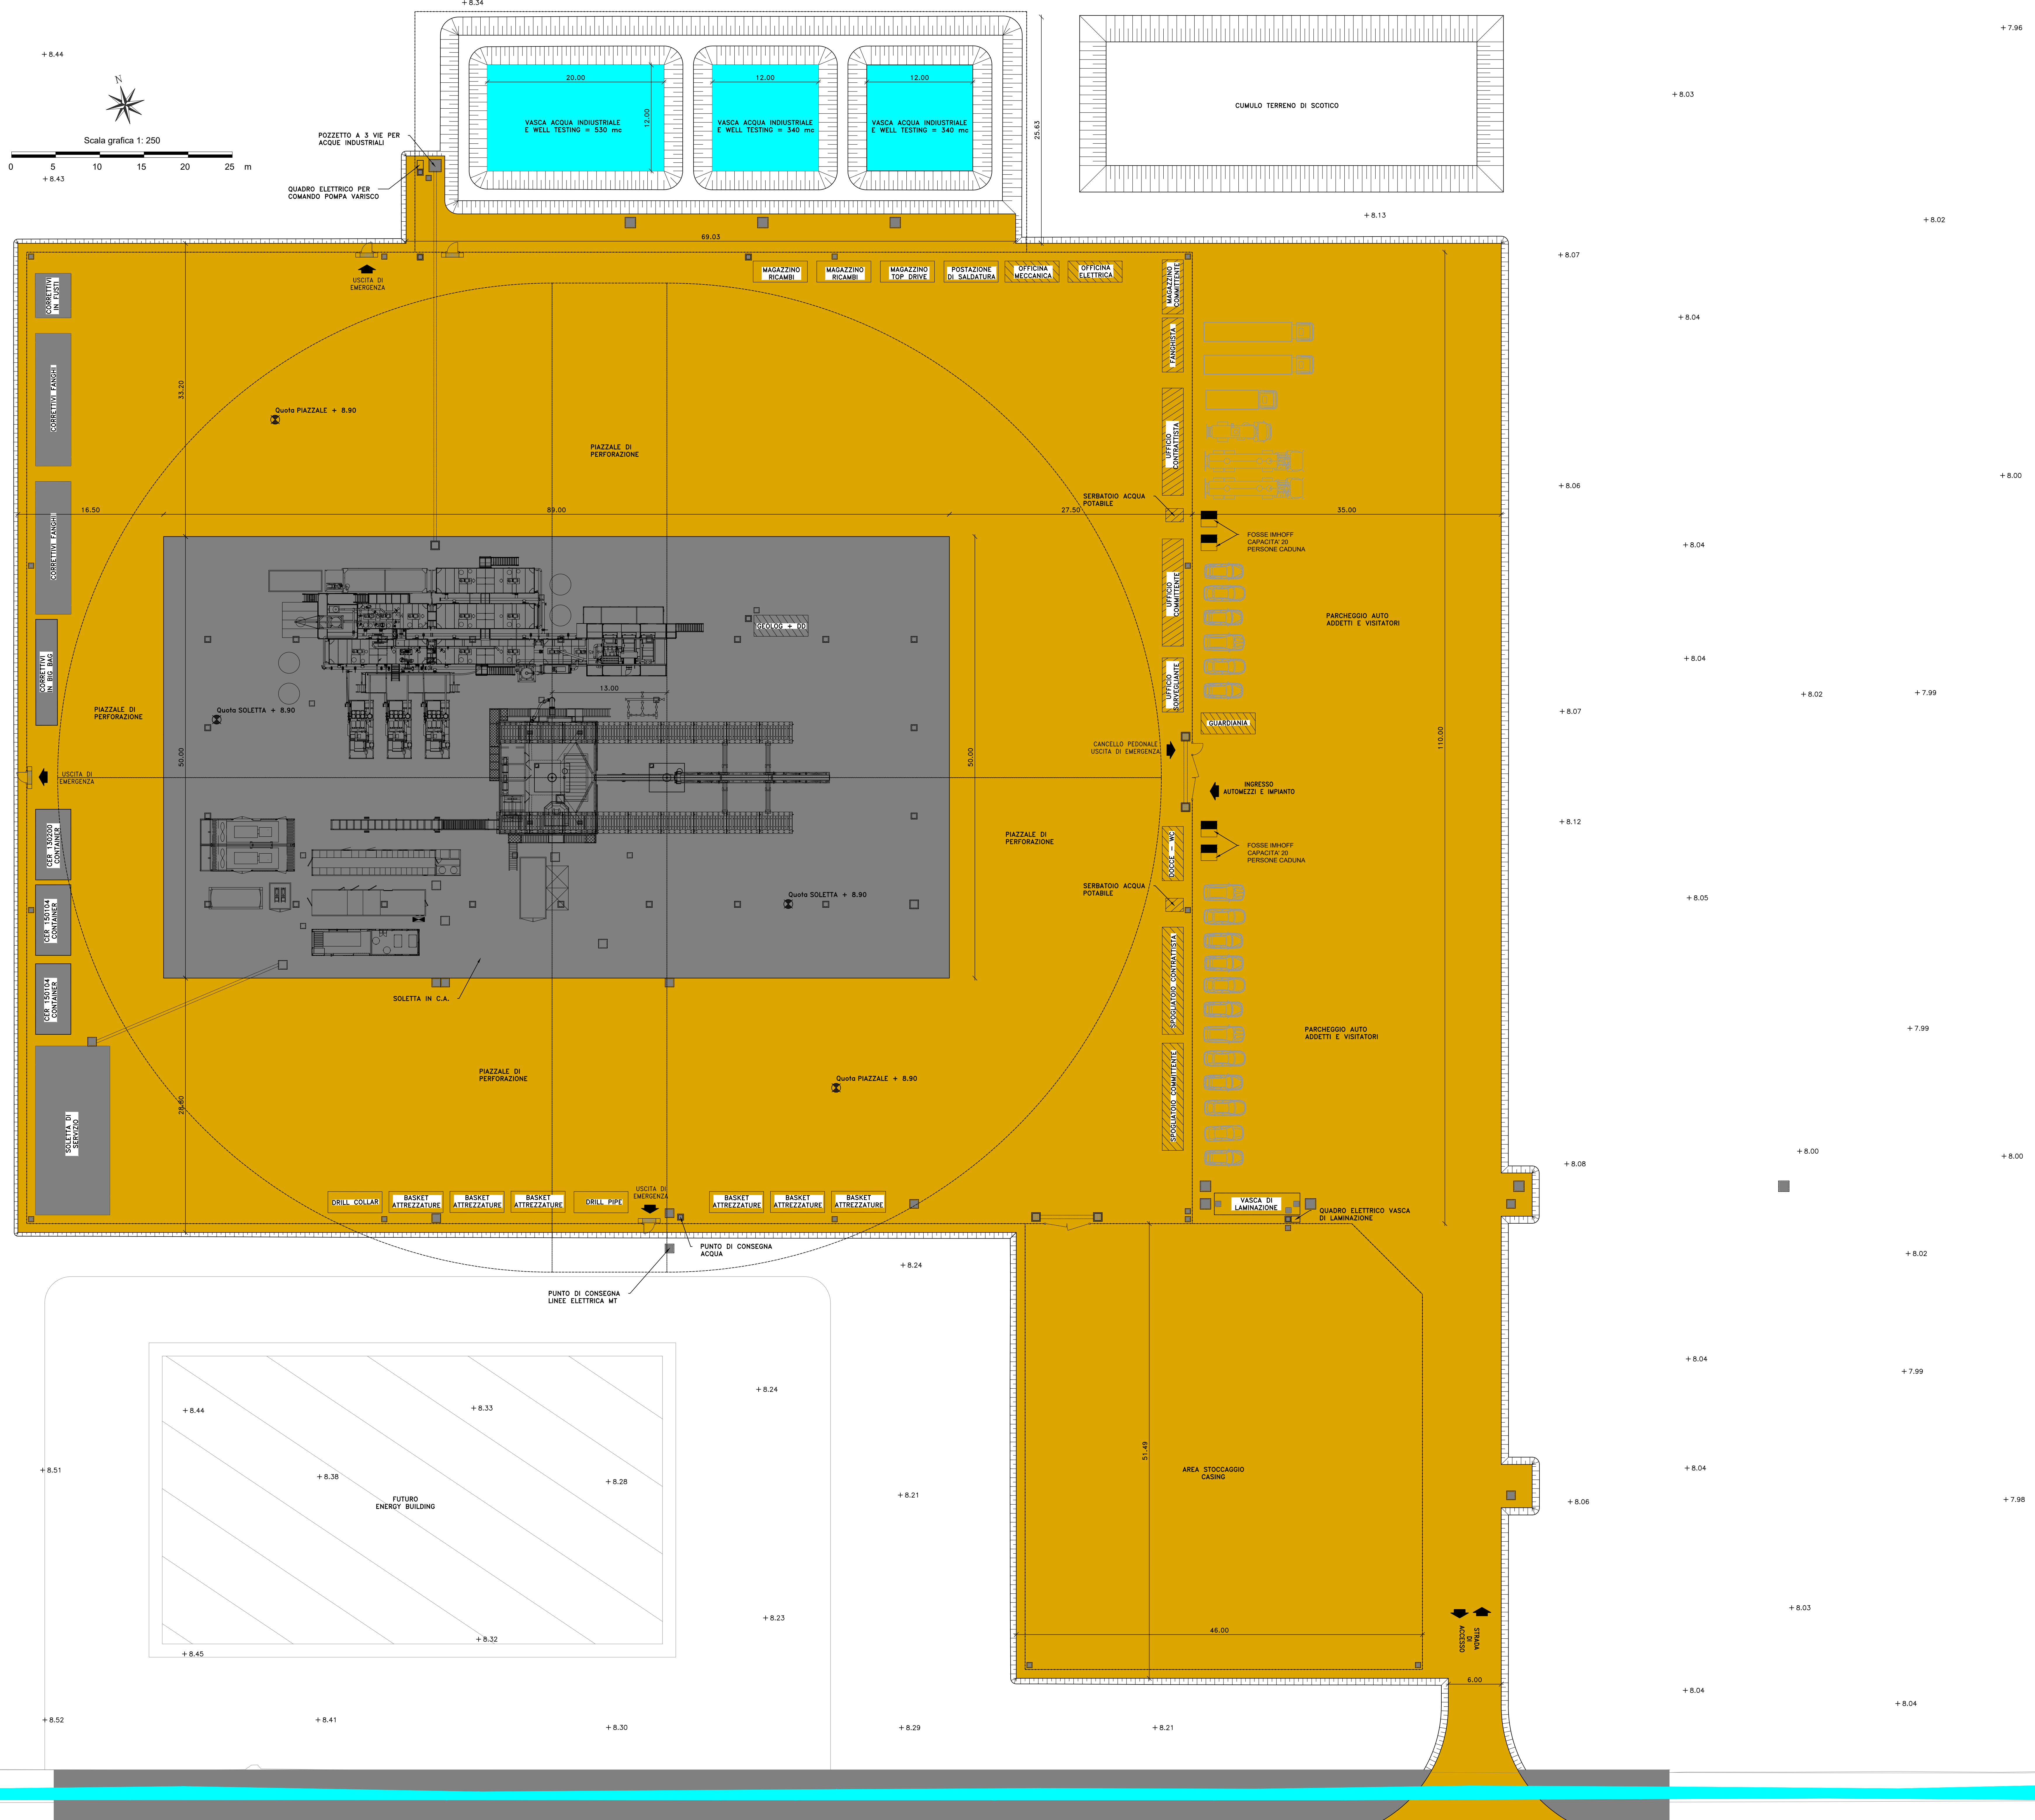 +8.34
+8.44
+7.96
N
Scala grafica 1: 250
0 5 10 15 20 25 m
+8.43
POZZETTO A 3 VIE PER
ACQUE INDUSTRIALI
QUADRO ELETTRICO PER
COMANDO POMPA VARISCO
20.00
12.00
VASCA ACQUA INDIUSTRIALE
E WELL TESTING = 530 mc
12.00
VASCA ACQUA INDIUSTRIALE
E WELL TESTING = 340 mc
12.00
VASCA ACQUA INDIUSTRIALE
E WELL TESTING = 340 mc
25.63
CUMULO TERRENO DI SCOTICO
+8.03
+8.13
+8.02
69.03
USCITA DI
EMERGENZA
MAGAZZINO
RICAMBI
MAGAZZINO
RICAMBI
MAGAZZINO
TOP DRIVE
POSTAZIONE
DI SALDATURA
OFFICINA
MECCANICA
OFFICINA
ELETTRICA
MAGAZZINO
COMMITTENTE
+8.07
CORRETTIVI
IN FUSTI
FANGHISTA
+8.04
CORRETTIVI FANGHI
33.20
Quota PIAZZALE + 8.90
PIAZZALE DI
PERFORAZIONE
UFFICIO
CONTRATTISTA
+8.00
+8.06
SERBATOIO ACQUA
POTABILE
16.50
89.00
27.50
35.00
CORRETTIVI FANGHI
FOSSE IMHOFF
CAPACITA' 20
PERSONE CADUNA
+8.04
UFFICIO
COMMITTENTE
GEOLOG + DD
PARCHEGGIO AUTO
ADDETTI E VISITATORI
CORRETTIVI
IN BIG BAG
+8.04
UFFICIO
SORVEGLIANTE
13.00
+8.02
+7.99
PIAZZALE DI
PERFORAZIONE
Quota SOLETTA + 8.90
+8.07
GUARDIANIA
50.00
50.00
110.00
CANCELLO PEDONALE
USCITA DI EMERGENZA
USCITA DI
EMERGENZA
INGRESSO
AUTOMEZZI E IMPIANTO
+8.12
CER 130200
CONTAINER
PIAZZALE DI
PERFORAZIONE
DOCCE - WC
FOSSE IMHOFF
CAPACITA' 20
PERSONE CADUNA
SERBATOIO ACQUA
POTABILE
Quota SOLETTA + 8.90
+8.05
CER 150104
CONTAINER
SPOGLIATOIO CONTRATTISTA
CER 150104
CONTAINER
SOLETTA IN C.A.
PARCHEGGIO AUTO
ADDETTI E VISITATORI
+7.99
PIAZZALE DI
PERFORAZIONE
Quota PIAZZALE + 8.90
28.60
SPOGLIATOIO COMMITTENTE
SOLETTA DI
SERVIZIO
+8.00
+8.00
+8.08
DRILL COLLAR
BASKET
ATTREZZATURE
BASKET
ATTREZZATURE
BASKET
ATTREZZATURE
DRILL PIPE
USCITA DI
EMERGENZA
BASKET
ATTREZZATURE
BASKET
ATTREZZATURE
BASKET
ATTREZZATURE
VASCA DI
LAMINAZIONE
QUADRO ELETTRICO VASCA
DI LAMINAZIONE
PUNTO DI CONSEGNA
ACQUA
+8.02
+8.24
PUNTO DI CONSEGNA
LINEE ELETTRICA MT
+8.04
+7.99
+8.24
+8.44
+8.33
51.49
+8.51
+8.38
+8.28
AREA STOCCAGGIO
CASING
+8.04
FUTURO
ENERGY BUILDING
+8.21
+8.06
+7.98
+8.23
+8.03
46.00
STRADA
DI
ACCESSO
+8.32
+8.45
6.00
+8.04
+8.04
+8.52
+8.41
+8.30
+8.29
+8.21